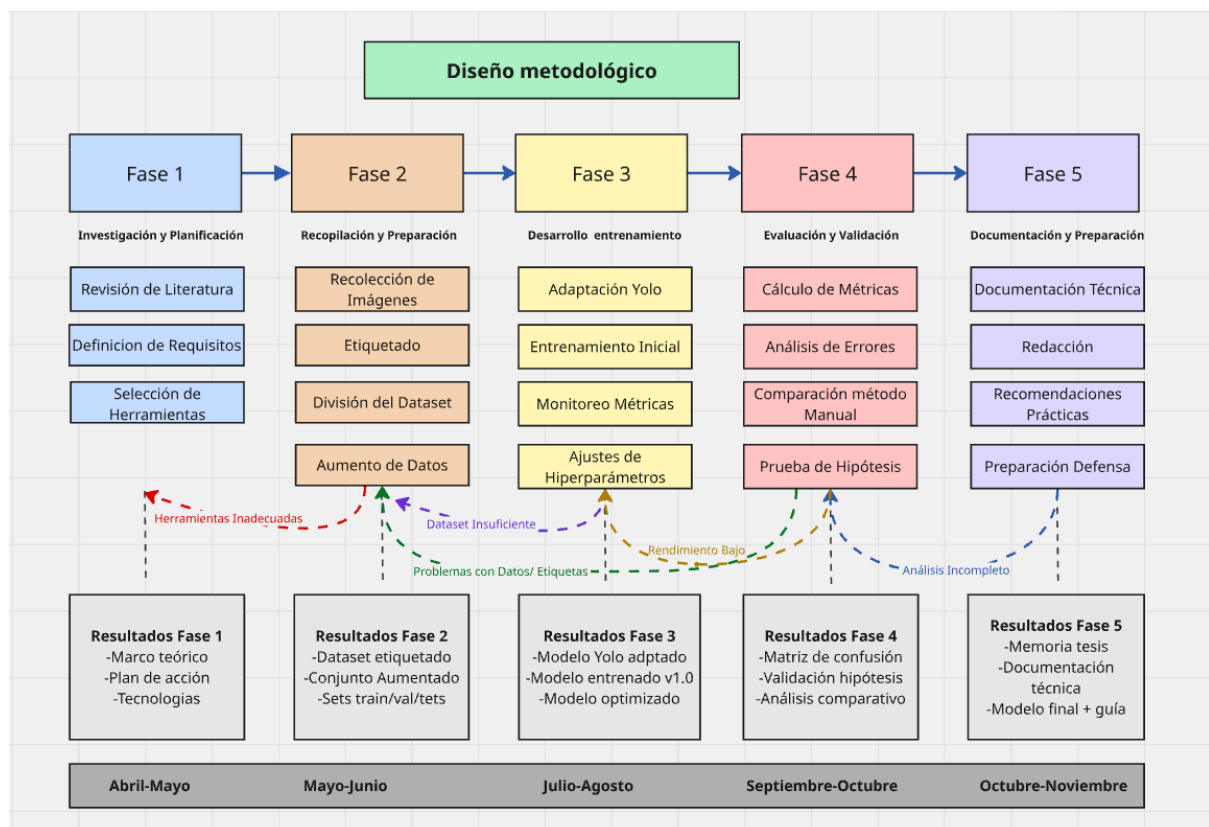 Diseño metodológico
Fase 1
Fase 2
Fase 3
Fase 4
Fase 5
Investigación y Planificación
Recopilación y Preparación
Desarrollo entrenamiento
Evaluación y Validación
Documentación y Preparación
Revisión de Literatura
Definicion de Requisitos
Selección de
Herramientas
Recolección de
Imágenes
Etiquetado
División del Dataset
Aumento de Datos
Adaptación Yolo
Entrenamiento Inicial
Monitoreo Métricas
Ajustes de
Hiperparámetros
Cálculo de Métricas
Análisis de Errores
Comparación método
Manual
Prueba de Hipótesis
Documentación Técnica
Redacción
Recomendaciones
Prácticas
Preparación Defensa
Herramientas Inadecuadas
Dataset Insuficiente
Rendimiento Bajo
Problemas con Datos/ Etiquetas
Análisis Incompleto
Resultados Fase 1
-Marco teórico
-Plan de acción
-Tecnologias
Resultados Fase 2
-Dataset etiquetado
-Conjunto Aumentado
-Sets train/val/tets
Resultados Fase 3
-Modelo Yolo adptado
-Modelo entrenado v1.0
-Modelo optimizado
Resultados Fase 4
-Matriz de confusión
-Validación hipótesis
-Análisis comparativo
Resultados Fase 5
-Memoria tesis
-Documentación
técnica
-Modelo final + guía
Abril-Mayo
Mayo-Junio
Julio-Agosto
Septiembre-Octubre
Octubre-Noviembre